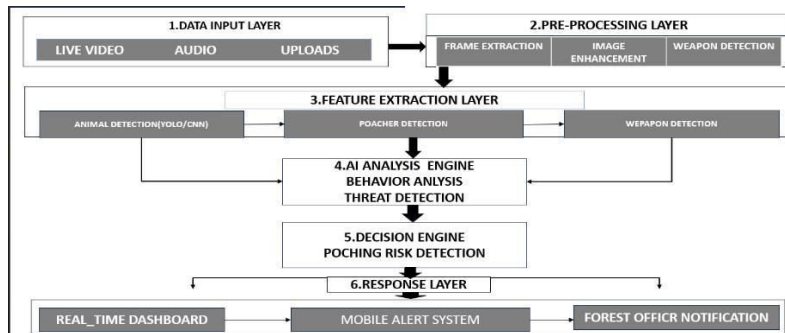 1.DATA INPUT LAYER
LIVE VIDEO AUDIO UPLOADS
2.PRE-PROCESSING LAYER
FRAME EXTRACTION IMAGE ENHANCEMENT WEAPON DETECTION
3.FEATURE EXTRACTION LAYER
ANIMAL DETECTION(YOLO/CNN) POACHER DETECTION WEPAPON DETECTION
4.AI ANALYSIS ENGINE
BEHAVIOR ANLYSIS
THREAT DETECTION
5.DECISION ENGINE
POCHING RISK DETECTION
6.RESPONSE LAYER
REAL_TIME DASHBOARD MOBILE ALERT SYSTEM FOREST OFFICR NOTIFICATION